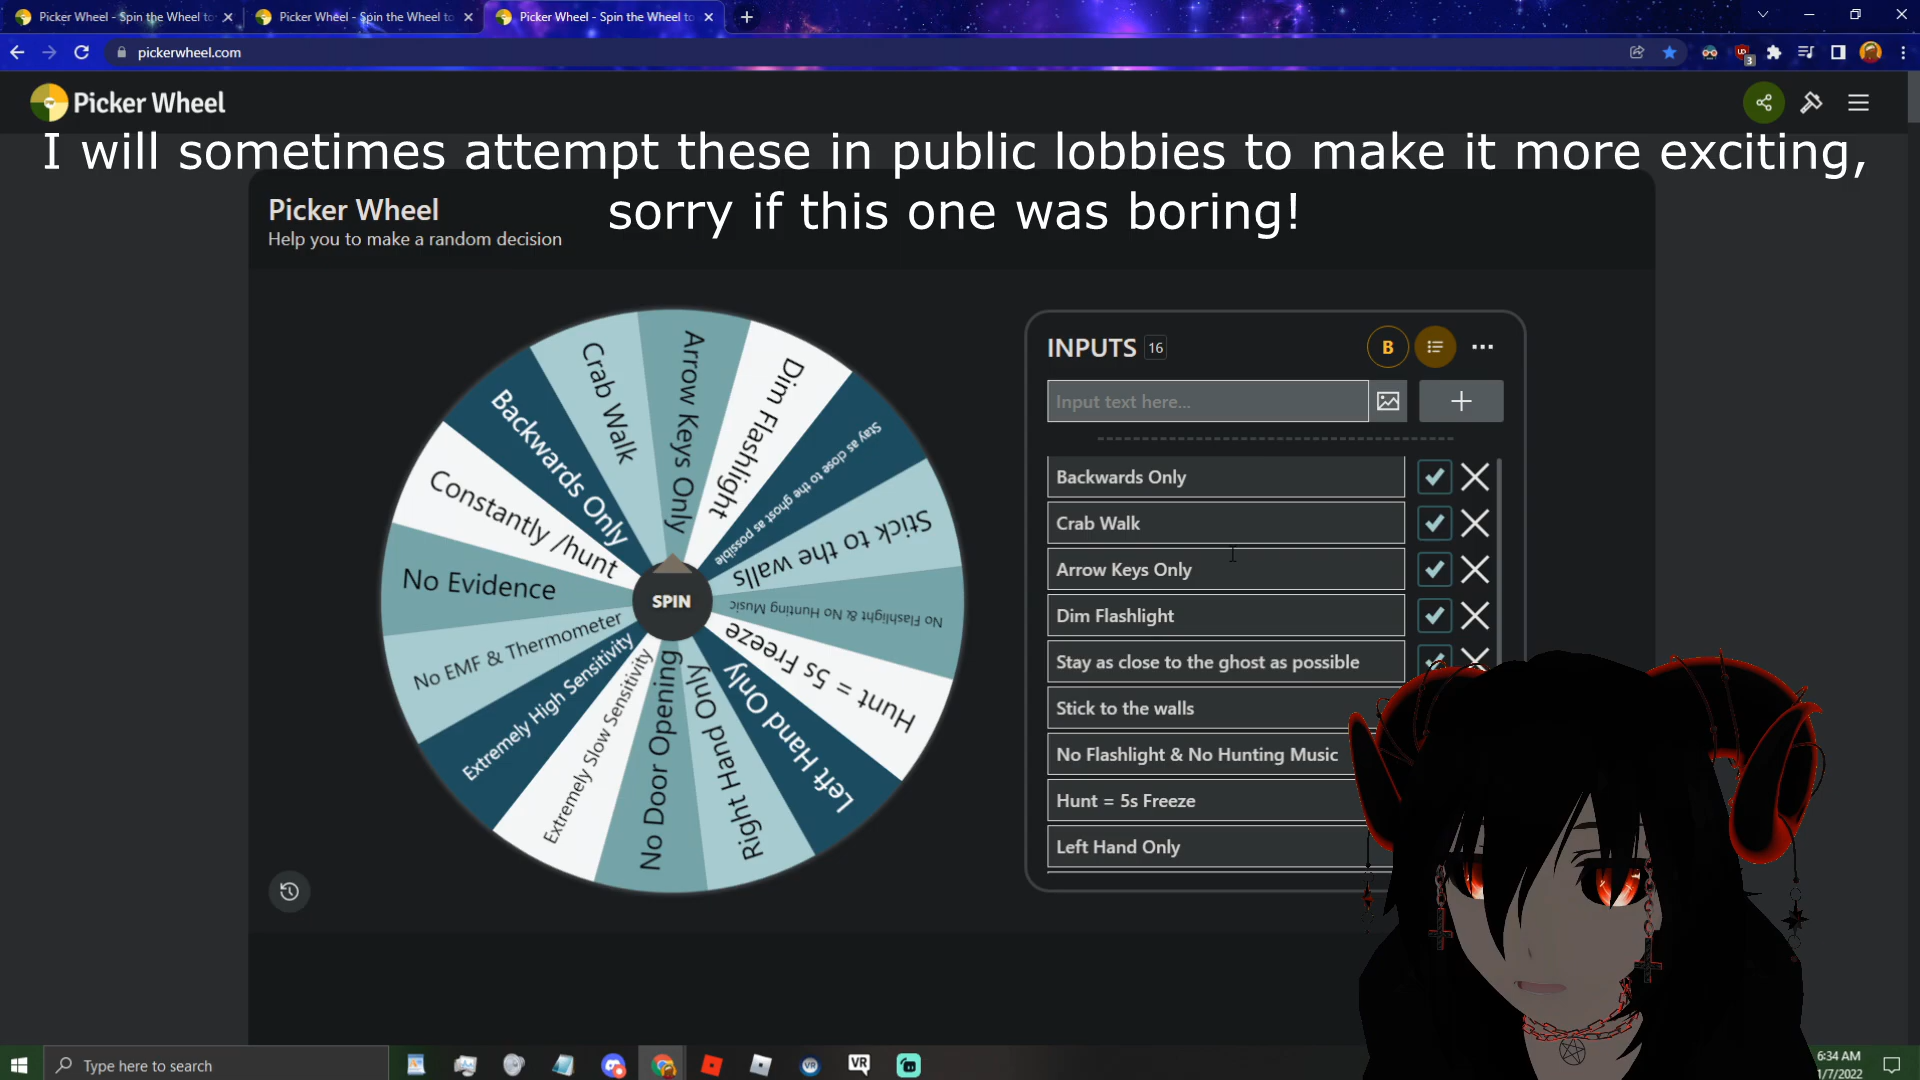 Picker Wheel - Spin the Wheel to
Picker Wheel - Spin the Wheel to
Picker Wheel - Spin the Wheel to
pickerwheel.com
3
Picker Wheel
I will sometimes attempt these in public lobbies to make it more exciting,
sorry if this one was boring!
Picker Wheel
Help you to make a random decision
Arrow Keys Only
Dim Flashlight
Stay as close to the ghost as possible
Stick to the walls
No Flashlight & No Hunting Music
Hunt = 5s Freeze
Left Hand Only
Right Hand Only
No Door Opening
Extremely Slow Sensitivity
Extremely High Sensitivity
No EMF & Thermometer
No Evidence
Constantly /hunt
Backwards Only
Crab Walk
SPIN
INPUTS 16
B
Input text here...
Backwards Only
Crab Walk
Arrow Keys Only
Dim Flashlight
Stay as close to the ghost as possible
Stick to the walls
No Flashlight & No Hunting Music
Hunt = 5s Freeze
Left Hand Only
Type here to search
VR
6:34 AM
1/7/2022